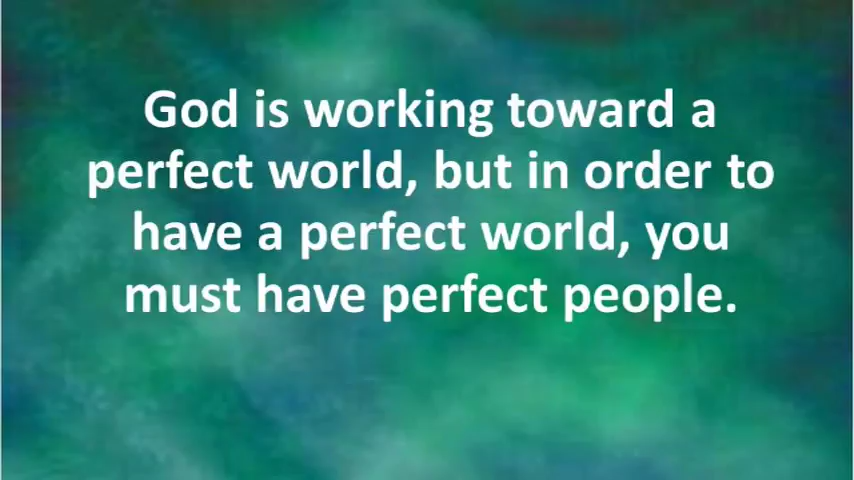 God is working toward a
perfect world, but in order to
have a perfect world, you
must have perfect people.